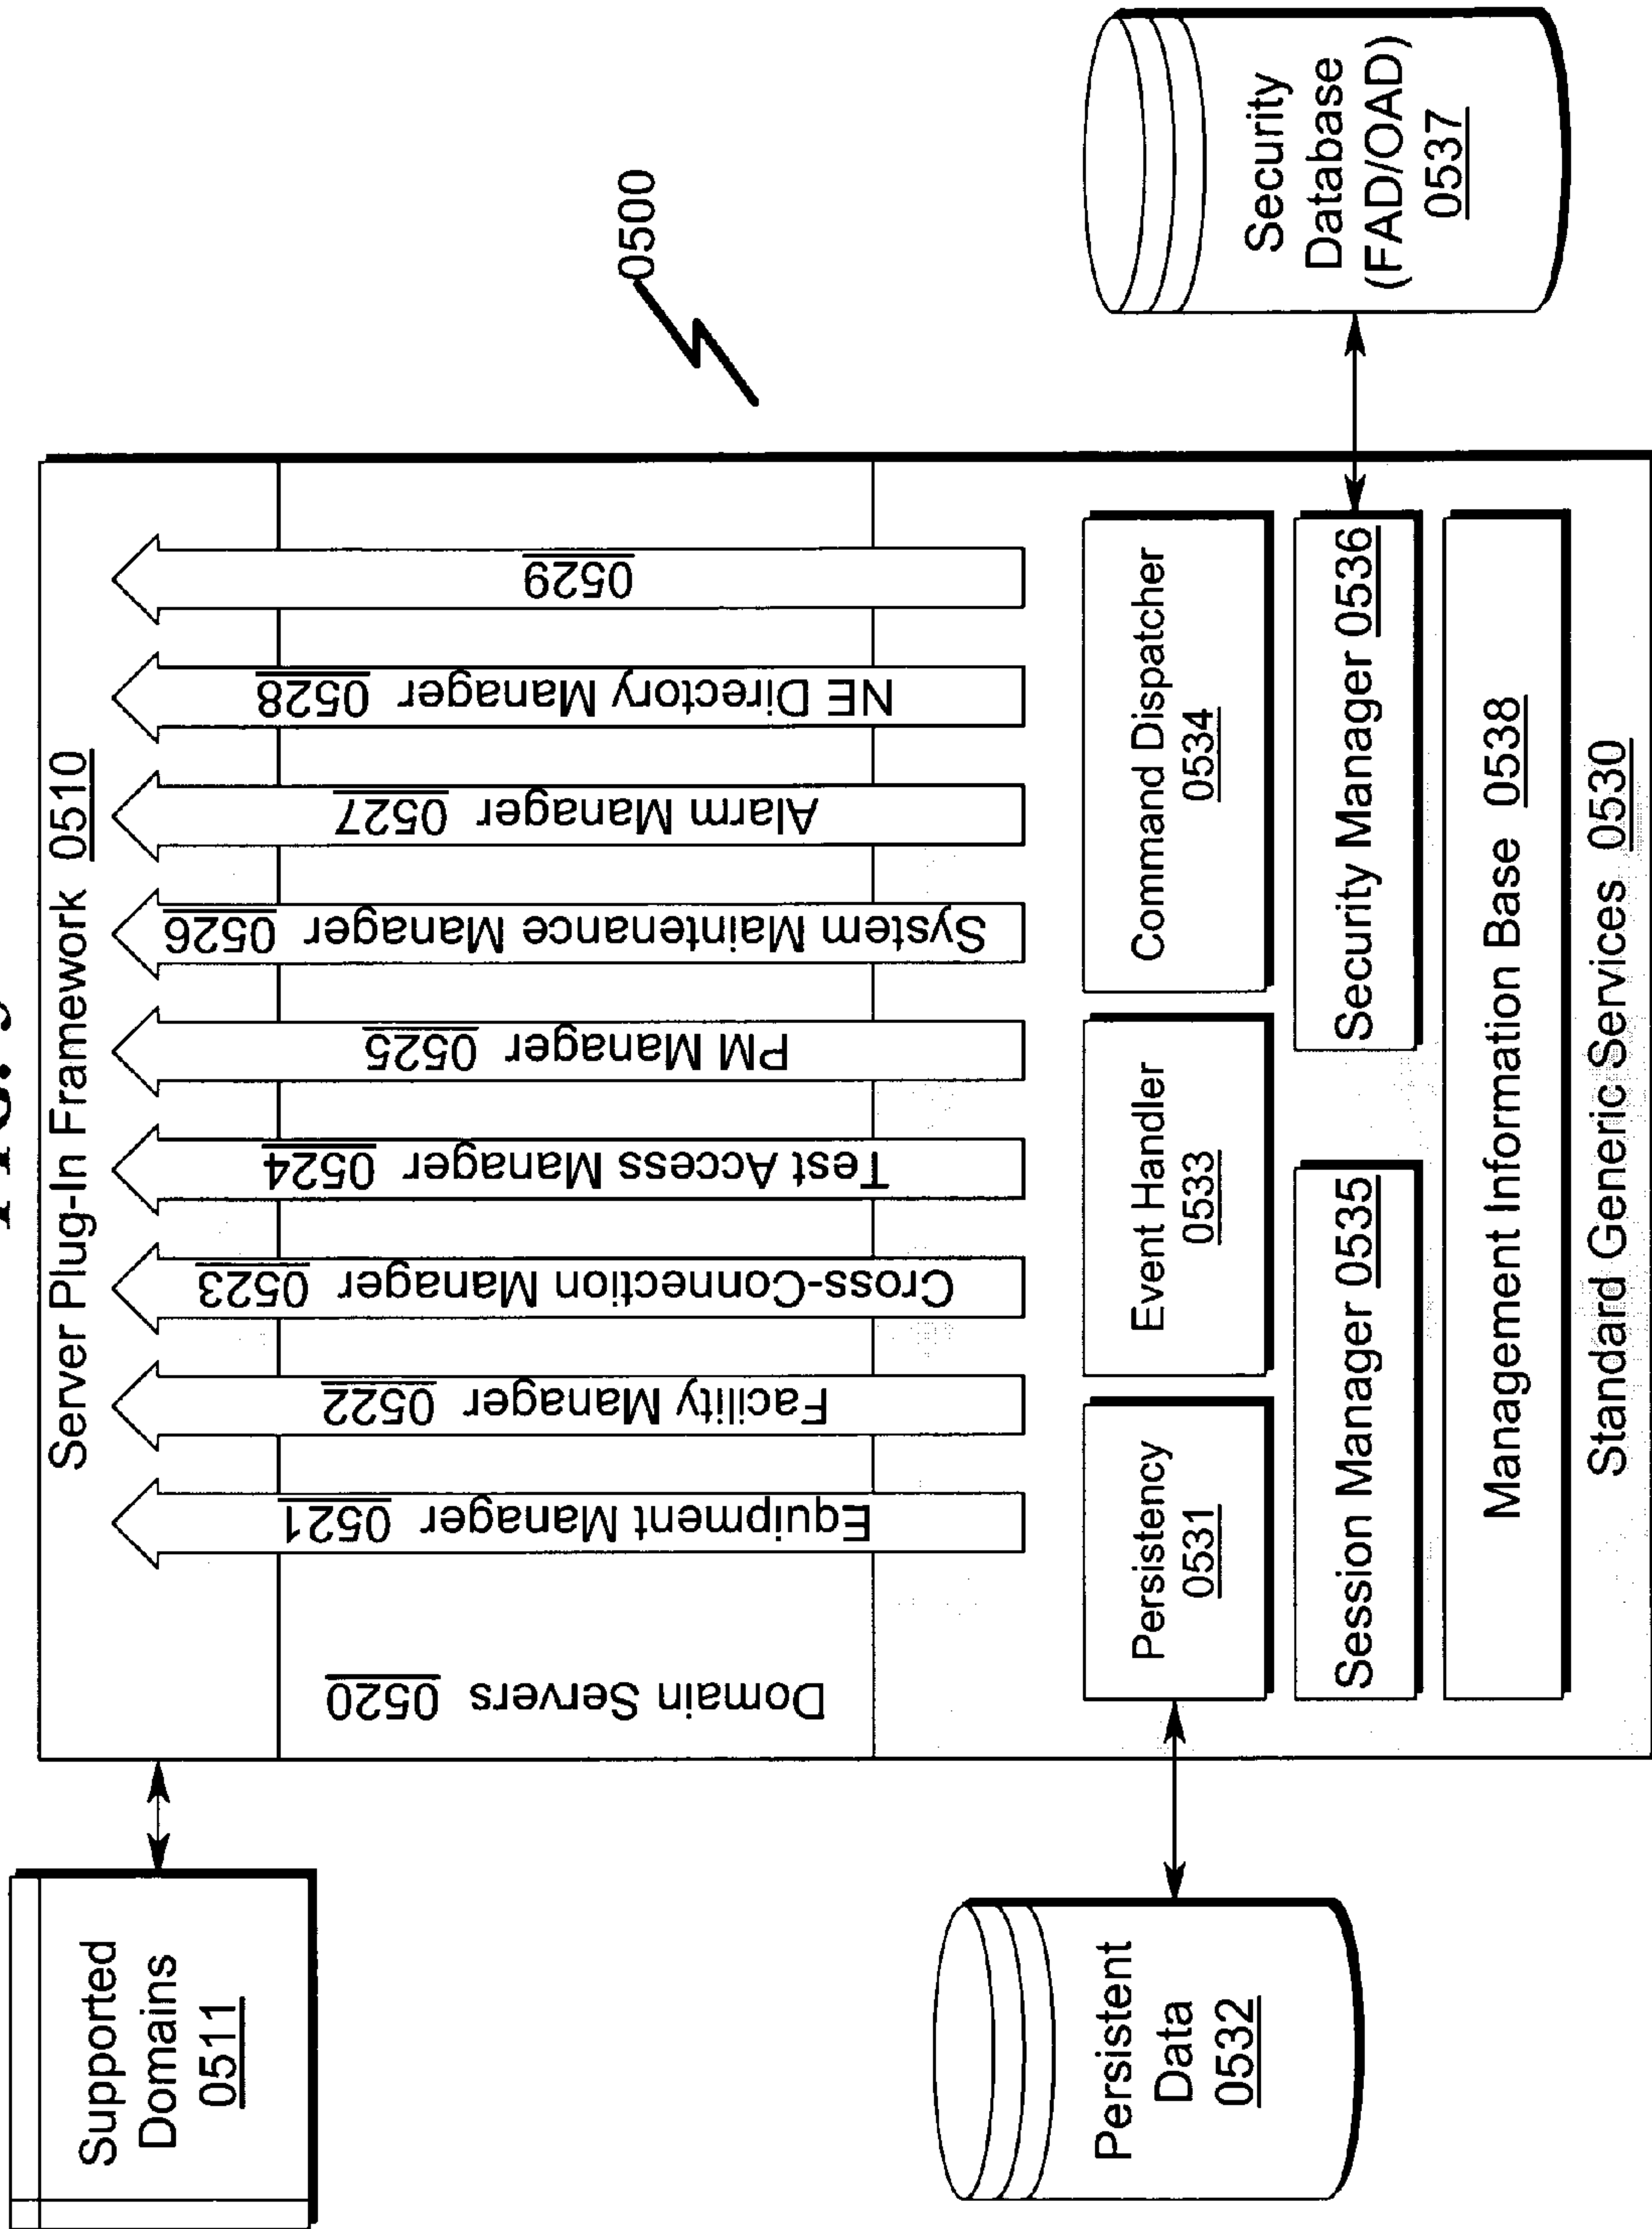 Server Plug-In Framework 0510
Supported
Domains
0511
0500
Domain Servers 0520
Equipment Manager 0521
Facility Manager 0522
Cross-Connection Manager 0523
Test Access Manager 0524
PM Manager 0525
System Maintenance Manager 0526
Alarm Manager 0527
NE Directory Manager 0528
0529
Persistent
Data
0532
Persistency
0531
Event Handler
0533
Command Dispatcher
0534
Session Manager 0535
Security Manager 0536
Security
Database
(FAD/OAD)
0537
Management Information Base 0538
Standard Generic Services 0530